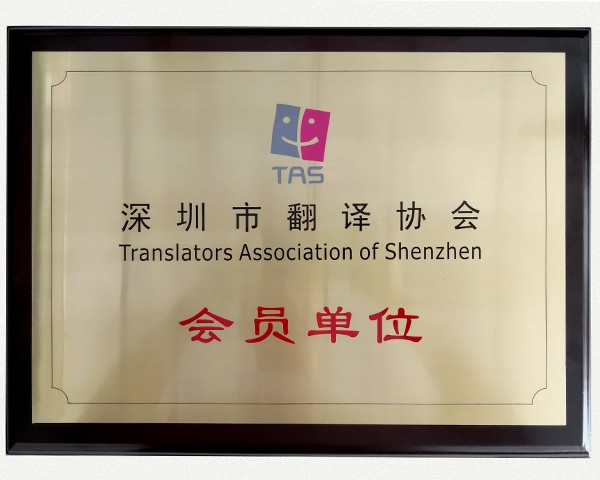 TAS
深圳市翻译协会
Translators Association of Shenzhen
会员单位